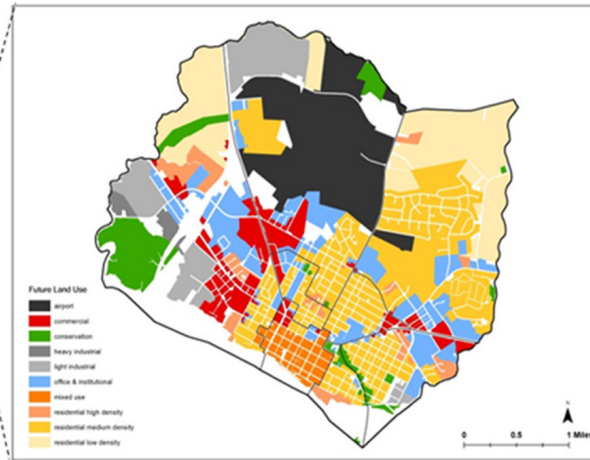 Future Land Use
airport
commercial
conservation
heavy industrial
light industrial
office & institutional
mixed use
residential high density
residential medium density
residential low density
N
0 0.5 1 Miles